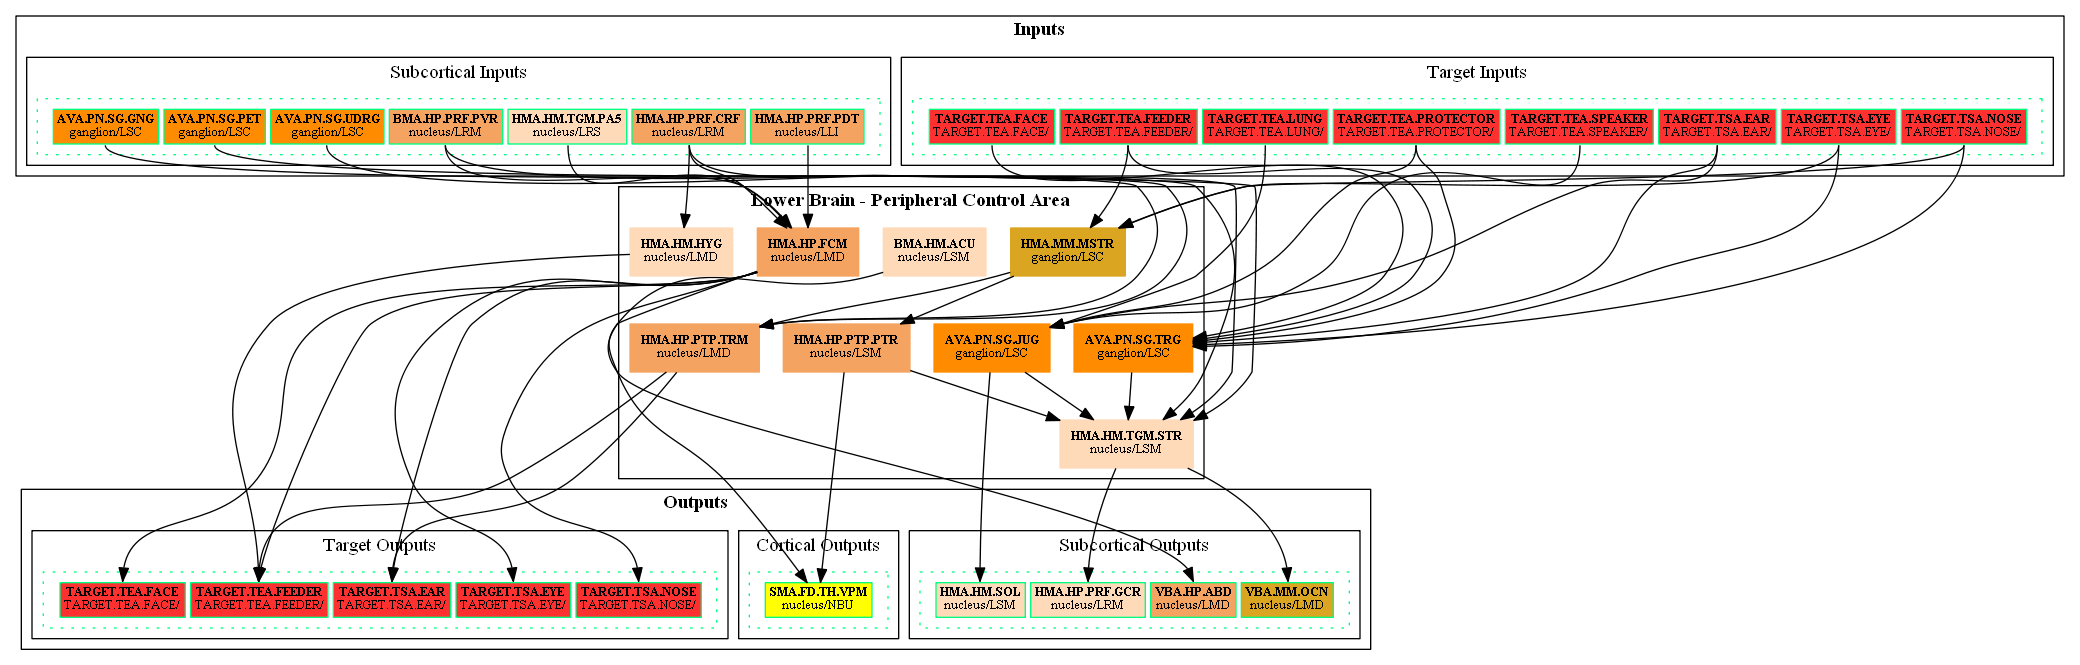 Inputs
Subcortical Inputs
Target Inputs
AVA.PN.SG.GNG
ganglion/LSC
AVA.PN.SG.PET
ganglion/LSC
AVA.PN.SG.UDRG
ganglion/LSC
BMA.HP.PRF.PVR
nucleus/LRM
HMA.HM.TGM.PA5
nucleus/LRS
HMA.HP.PRF.CRF
nucleus/LRM
HMA.HP.PRF.PDT
nucleus/LLI
TARGET.TEA.FACE
TARGET.TEA.FACE/
TARGET.TEA.FEEDER
TARGET.TEA.FEEDER/
TARGET.TEA.LUNG
TARGET.TEA.LUNG/
TARGET.TEA.PROTECTOR
TARGET.TEA.PROTECTOR/
TARGET.TEA.SPEAKER
TARGET.TEA.SPEAKER/
TARGET.TSA.EAR
TARGET.TSA.EAR/
TARGET.TSA.EYE
TARGET.TSA.EYE/
TARGET.TSA.NOSE
TARGET.TSA.NOSE/
Lower Brain - Peripheral Control Area
HMA.HM.HYG
nucleus/LMD
HMA.HP.FCM
nucleus/LMD
BMA.HM.ACU
nucleus/LSM
HMA.MM.MSTR
ganglion/LSC
HMA.HP.PTP.TRM
nucleus/LMD
HMA.HP.PTP.PTR
nucleus/LSM
AVA.PN.SG.JUG
ganglion/LSC
AVA.PN.SG.TRG
ganglion/LSC
HMA.HM.TGM.STR
nucleus/LSM
Outputs
Target Outputs
Cortical Outputs
Subcortical Outputs
TARGET.TEA.FACE
TARGET.TEA.FACE/
TARGET.TEA.FEEDER
TARGET.TEA.FEEDER/
TARGET.TSA.EAR
TARGET.TSA.EAR/
TARGET.TSA.EYE
TARGET.TSA.EYE/
TARGET.TSA.NOSE
TARGET.TSA.NOSE/
SMA.FD.TH.VPM
nucleus/NBU
HMA.HM.SOL
nucleus/LSM
HMA.HP.PRF.GCR
nucleus/LRM
VBA.HP.ABD
nucleus/LMD
VBA.MM.OCN
nucleus/LMD